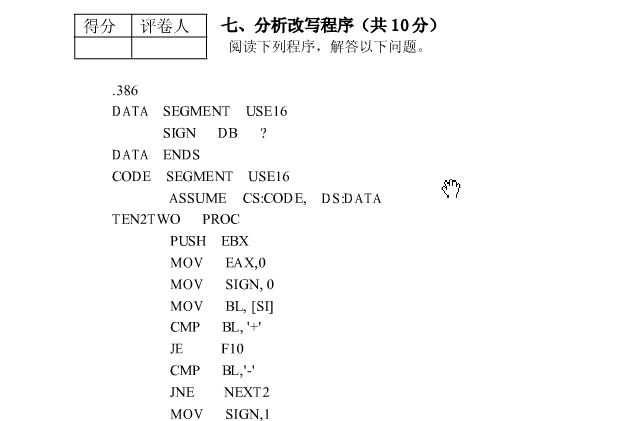 得分 评卷人
七、分析改写程序（共10分）
阅读下列程序，解答以下问题。
.386
DATA SEGMENT USE16
SIGN DB ?
DATA ENDS
CODE SEGMENT USE16
ASSUME CS:CODE, DS:DATA
TEN2TWO PROC
PUSH EBX
MOV EAX,0
MOV SIGN, 0
MOV BL, [SI]
CMP BL, '+'
JE F10
CMP BL,'-'
JNE NEXT2
MOV SIGN,1